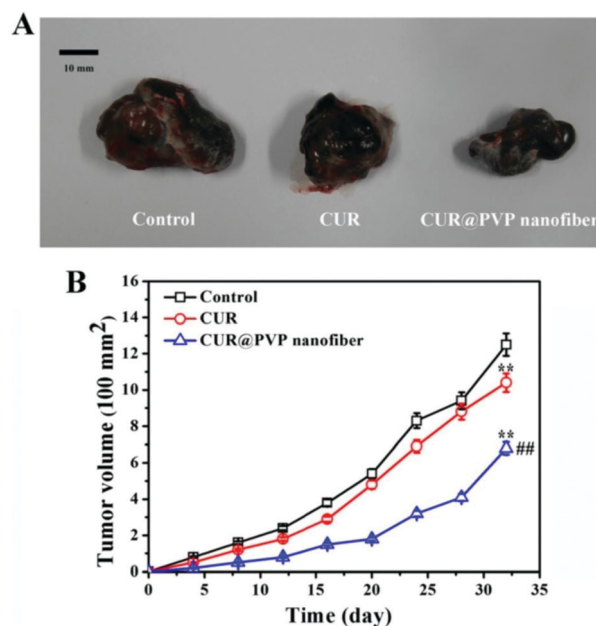 A
10 mm
Control
CUR
CUR@PVP nanofiber
B
Control
CUR
CUR@PVP nanofiber
Tumor volume (100 mm²)
16
14
12
10
8
6
4
2
0
**
**
##
0
5
10
15
20
25
30
35
Time (day)